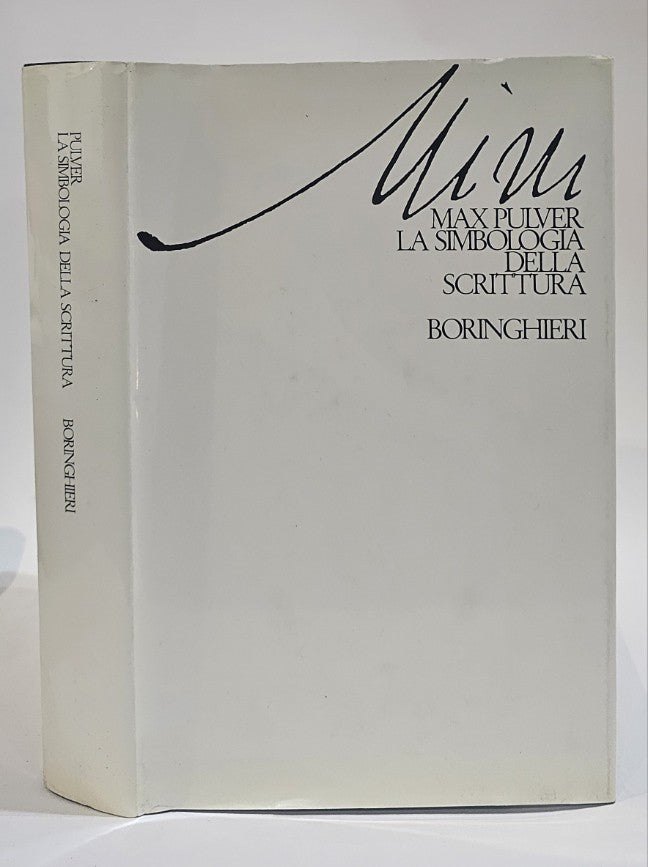 PULVER
LA SIMBOLOGIA DELLA SCRITTURA
BORINGHIERI
MAX PULVER
LA SIMBOLOGIA
DELLA
SCRITTURA
BORINGHIERI